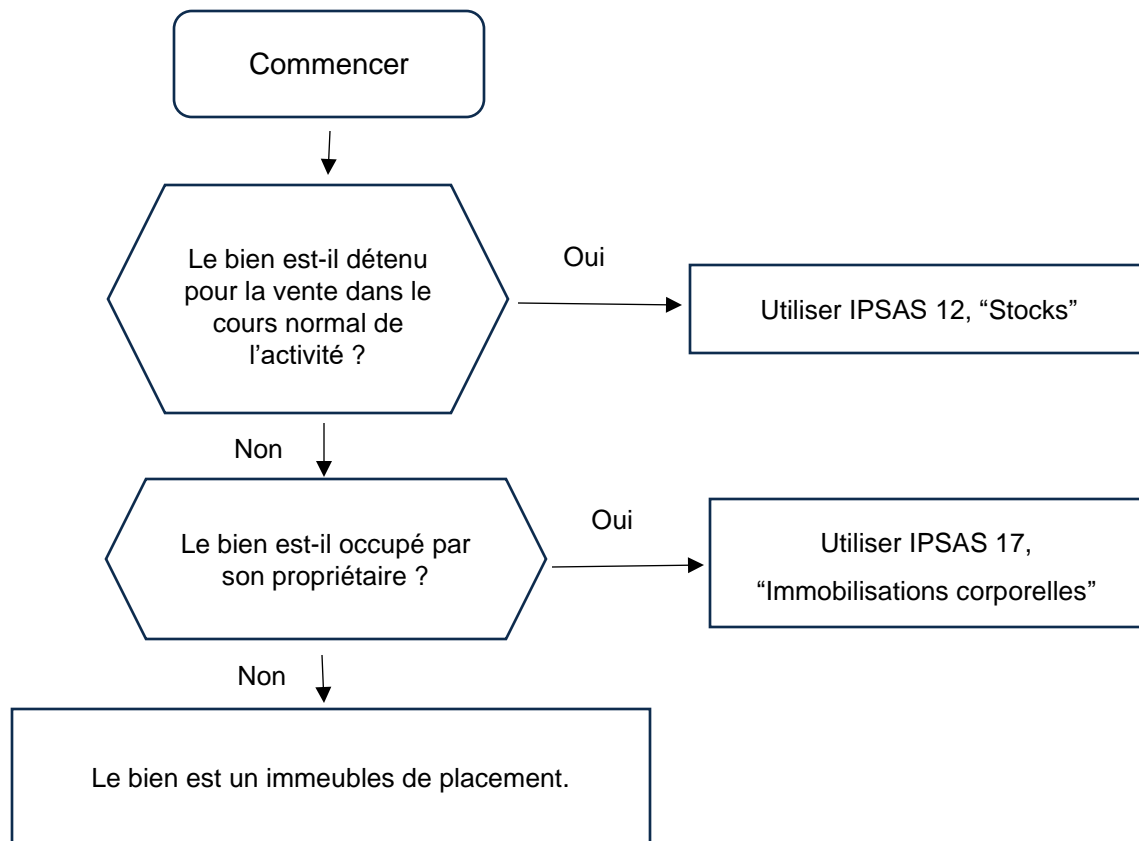 Commencer
Le bien est-il détenu
pour la vente dans le
cours normal de
l’activité ?
Oui
Utiliser IPSAS 12, “Stocks”
Non
Le bien est-il occupé par
son propriétaire ?
Oui
Utiliser IPSAS 17,
“Immobilisations corporelles”
Non
Le bien est un immeubles de placement.